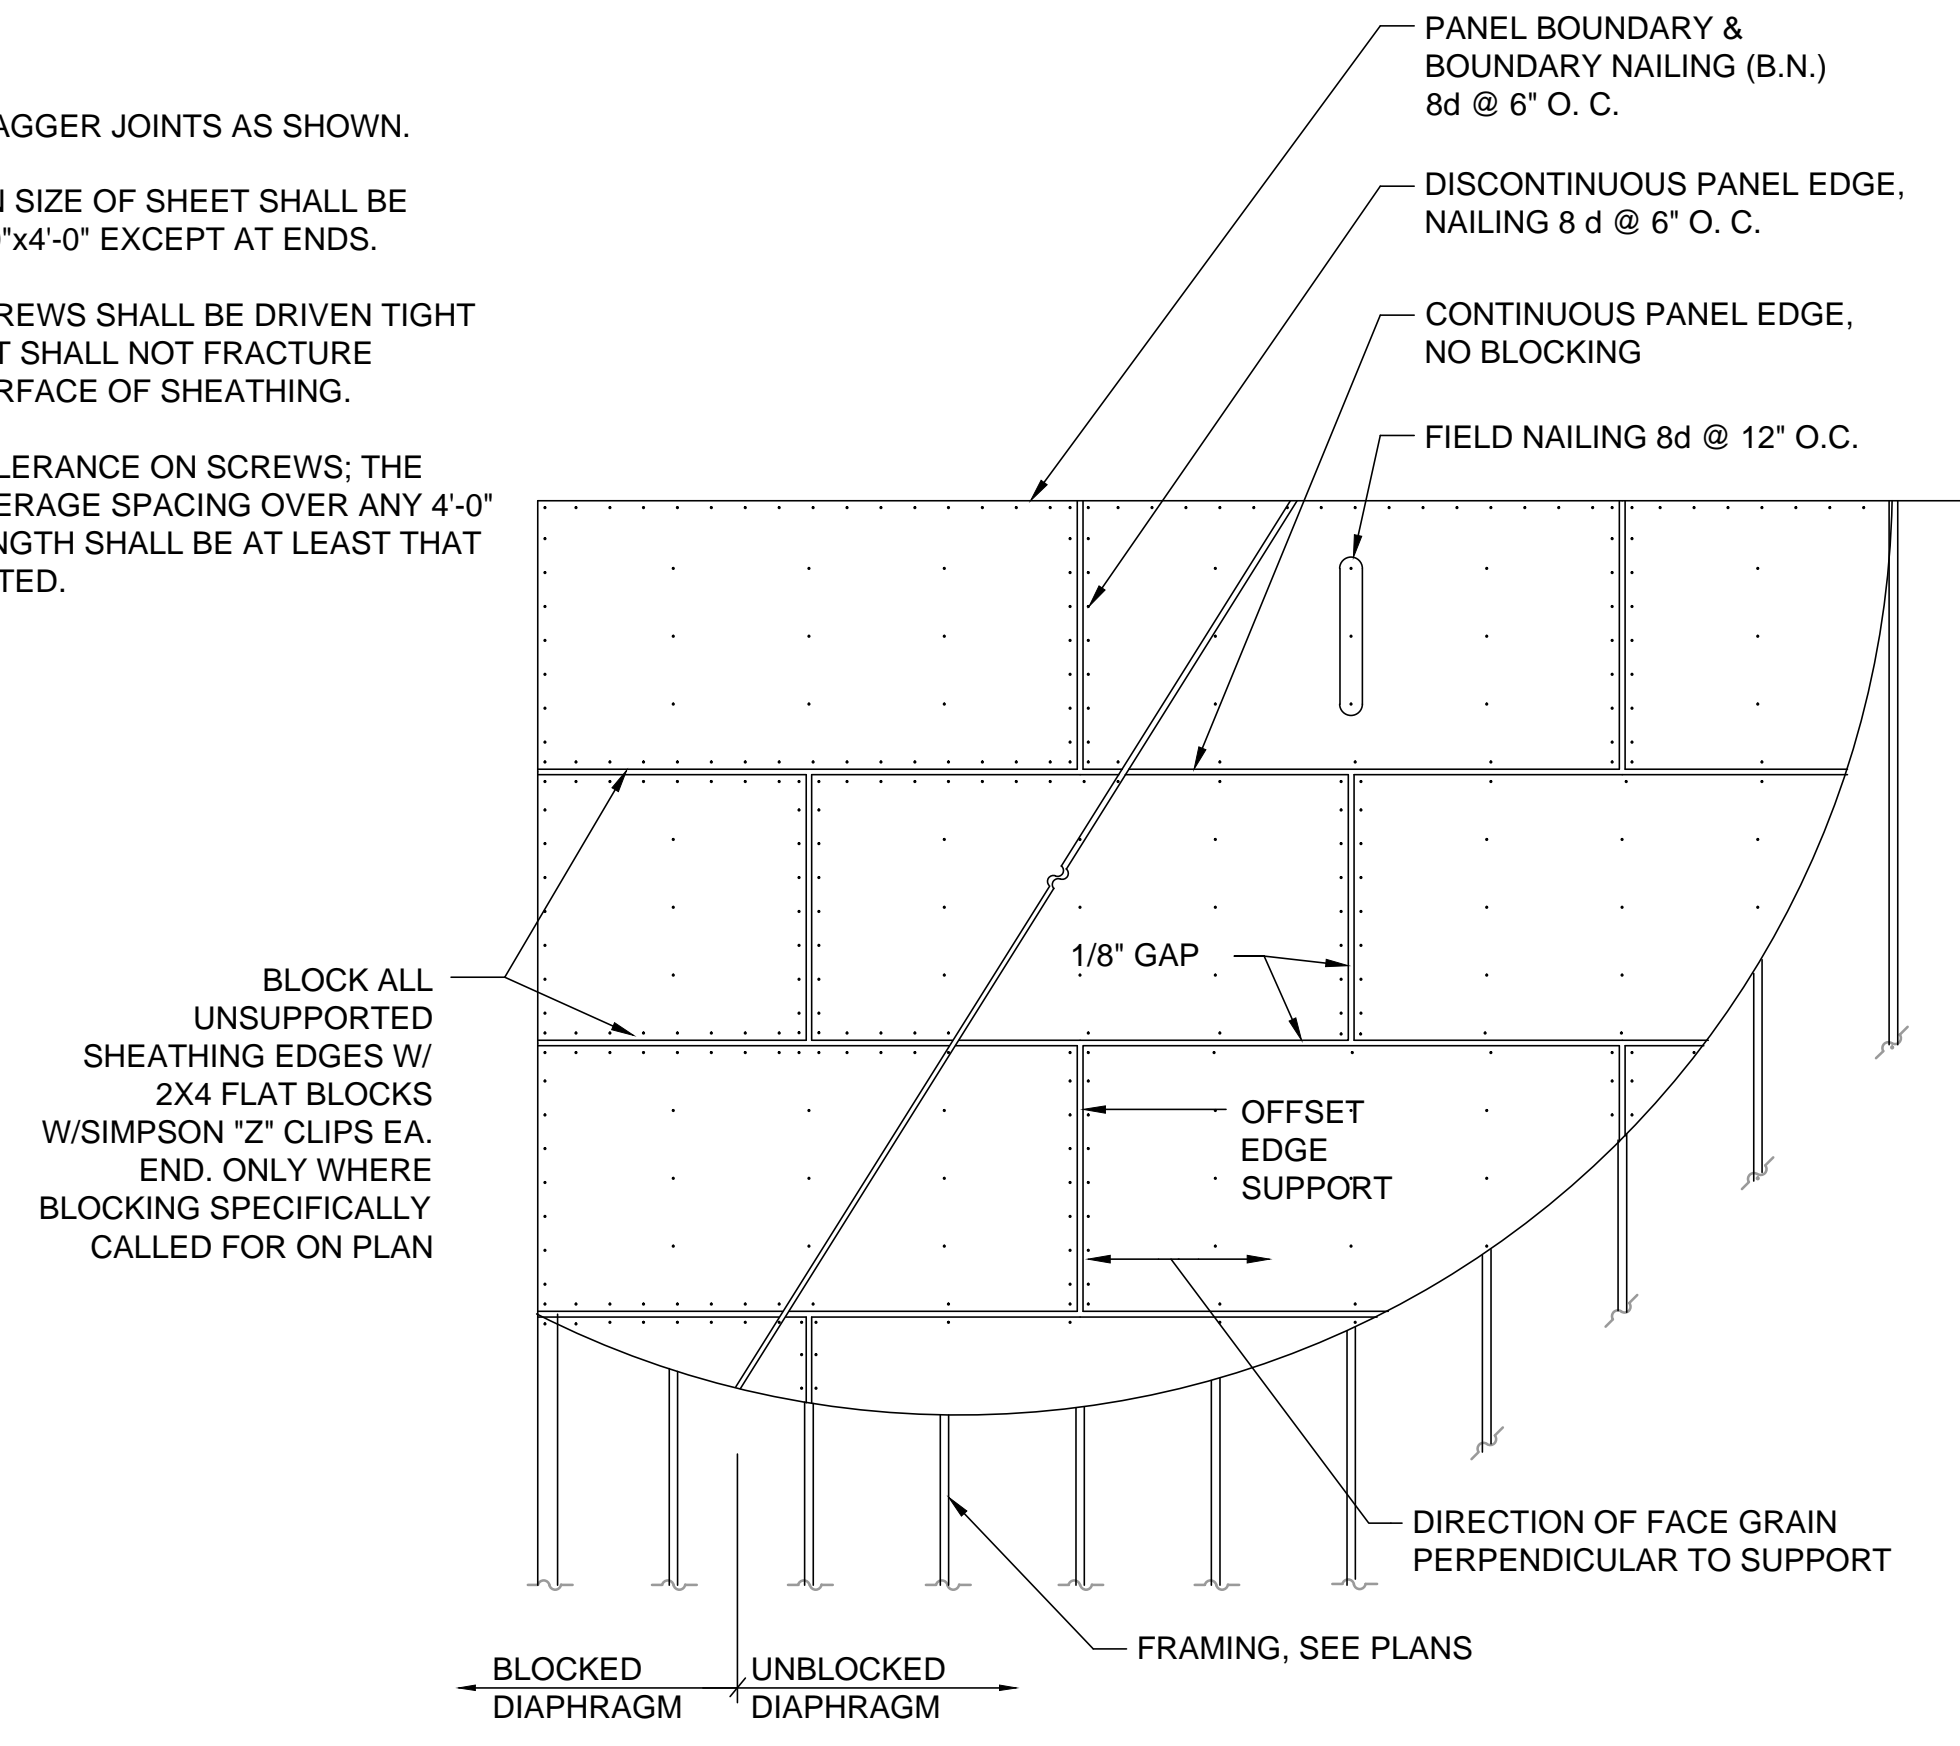 AGGER JOINTS AS SHOWN.
N SIZE OF SHEET SHALL BE
"x4'-0" EXCEPT AT ENDS.
REWS SHALL BE DRIVEN TIGHT
T SHALL NOT FRACTURE
RFACE OF SHEATHING.
LERANCE ON SCREWS; THE
ERAGE SPACING OVER ANY 4'-0"
NGTH SHALL BE AT LEAST THAT
TED.
PANEL BOUNDARY &
BOUNDARY NAILING (B.N.)
8d @ 6" O. C.
DISCONTINUOUS PANEL EDGE,
NAILING 8 d @ 6" O. C.
CONTINUOUS PANEL EDGE,
NO BLOCKING
FIELD NAILING 8d @ 12" O.C.
BLOCK ALL
UNSUPPORTED
SHEATHING EDGES W/
2X4 FLAT BLOCKS
W/SIMPSON "Z" CLIPS EA.
END. ONLY WHERE
BLOCKING SPECIFICALLY
CALLED FOR ON PLAN
1/8" GAP
OFFSET
EDGE
SUPPORT
DIRECTION OF FACE GRAIN
PERPENDICULAR TO SUPPORT
FRAMING, SEE PLANS
BLOCKED
DIAPHRAGM
UNBLOCKED
DIAPHRAGM